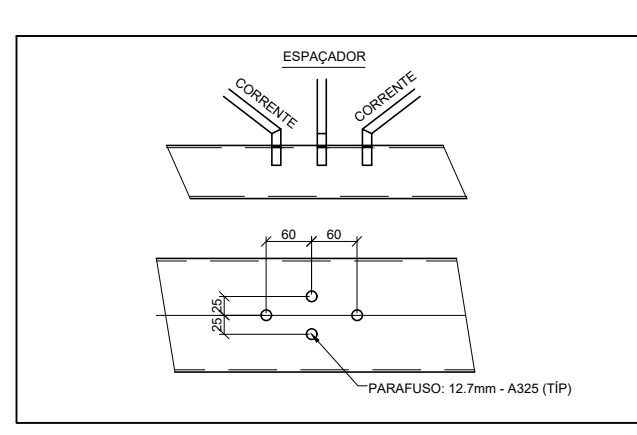 ESPAÇADOR
CORRENTE
CORRENTE
60
60
25
25
PARAFUSO: 12.7mm - A325 (TÍP)